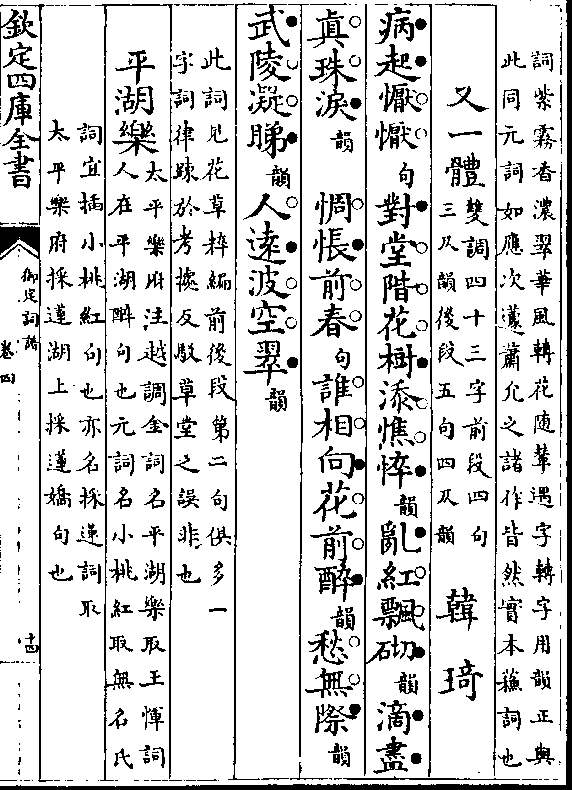 詞紫霧香濃翠華風轉花随輦遇字轉字用韻正與
此同元詞如應次蘧蕭允之諸作皆然實本蘓詞也
又一體
雙調四十三字前段四句
三仄韻後段五句四仄韻
韓琦
病起懨懨句對堂階花樹添憔悴韻亂紅飄砌韻滴盡
真珠淚韻 惆悵前春句誰相向花前醉韻愁無際韻
武陵凝睇韻人逺波空翠韻
此詞見花草粹編前後段第二句俱多一
字詞律踈於考據反駁草堂之誤非也
平湖樂
太平樂府注越調金詞名平湖樂取王惲詞
人在平湖醉句也元詞名小桃紅取無名氏
詞宜插小桃紅句也亦名採蓮詞取
太平樂府採蓮湖上採蓮嬌句也
欽定四庫全書
御定詞譜
卷四
十四